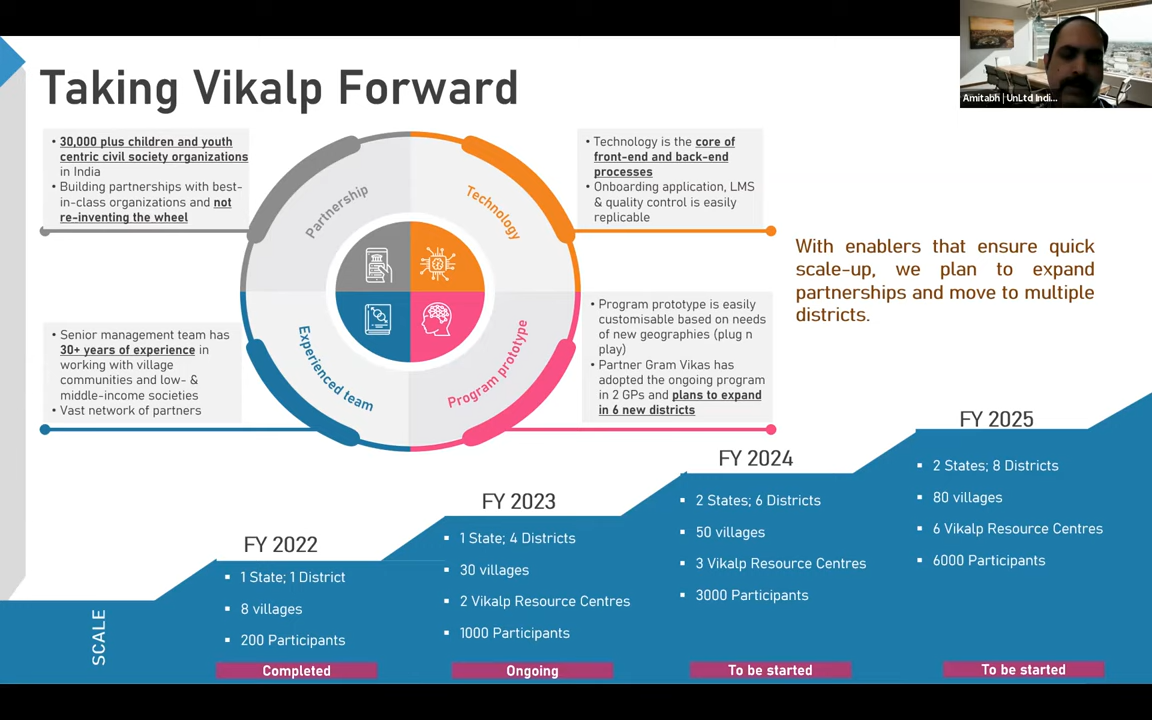 Taking Vikalp Forward
Amitabh | UnLtd Indi...
• 30,000 plus children and youth
centric civil society organizations
in India
• Building partnerships with best-
in-class organizations and not
re-inventing the wheel
Partnership
Technology
• Technology is the core of
front-end and back-end
processes
• Onboarding application, LMS
& quality control is easily
replicable
With enablers that ensure quick
scale-up, we plan to expand
partnerships and move to multiple
districts.
• Senior management team has
30+ years of experience in
working with village
communities and low- &
middle-income societies
• Vast network of partners
Experienced team
Program prototype
• Program prototype is easily
customisable based on needs
of new geographies (plug n
play)
• Partner Gram Vikas has
adopted the ongoing program
in 2 GPs and plans to expand
in 6 new districts
SCALE
FY 2022
▪ 1 State; 1 District
▪ 8 villages
▪ 200 Participants
Completed
FY 2023
▪ 1 State; 4 Districts
▪ 30 villages
▪ 2 Vikalp Resource Centres
▪ 1000 Participants
Ongoing
FY 2024
▪ 2 States; 6 Districts
▪ 50 villages
▪ 3 Vikalp Resource Centres
▪ 3000 Participants
To be started
FY 2025
▪ 2 States; 8 Districts
▪ 80 villages
▪ 6 Vikalp Resource Centres
▪ 6000 Participants
To be started